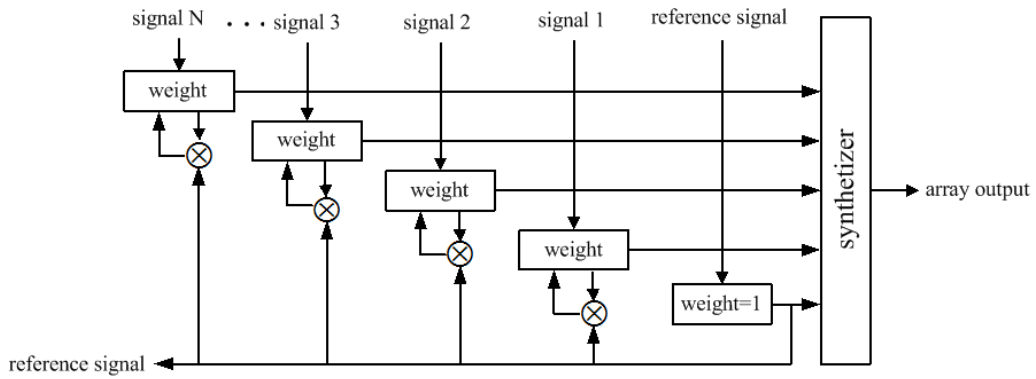 signal N
. . .
signal 3
signal 2
signal 1
reference signal
weight
weight
weight
weight
weight=1
synthetizer
array output
reference signal